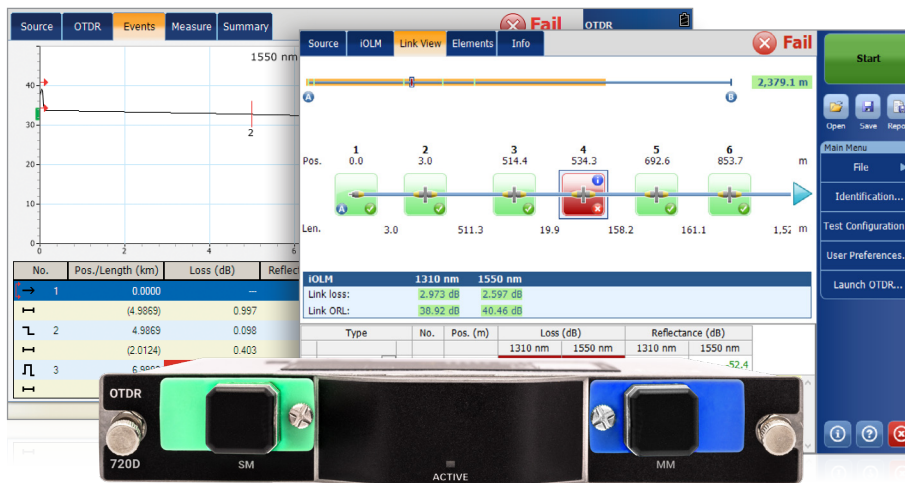 Source OTDR Events Measure Summary
Fail
OTDR
1550 nm
40
30
20
10
0
0 2 4 6
2
No. Pos./Length (km) Loss (dB)
1 0.0000 ---
(4.9869) 0.997
2 4.9869 0.098
(2.0124) 0.403
3
Source iOLM Link View Elements Info
Fail
2,379.1 m
A B
1 2 3 4 5 6
Pos. 0.0 3.0 514.4 534.3 692.6 853.7 m
A
Len. 3.0 511.3 19.9 158.2 161.1 m
iOLM 1310 nm 1550 nm
Link loss: 2.973 dB 2.597 dB
Link ORL: 38.92 dB 40.46 dB
Type No. Pos. (m) Loss (dB) Reflectance (dB)
1310 nm 1550 nm 1310 nm 1550 nm
-52.4
Start
Open Save
Main Menu
File
Identification...
Test Configuration
User Preferences.
Launch OTDR...
OTDR
720D
SM
ACTIVE
MM